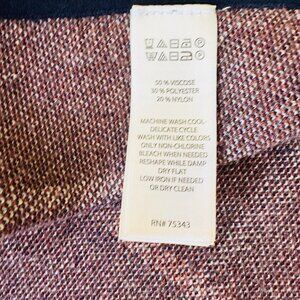 50 % VISCOSE
30 % POLYESTER
20 % NYLON
MACHINE WASH COOL
DELICATE CYCLE
WASH WITH LIKE COLORS
ONLY NON-CHLORINE
BLEACH WHEN NEEDED
RESHAPE WHILE DAMP
DRY FLAT
LOW IRON IF NEEDED
OR DRY CLEAN
RN# 75343